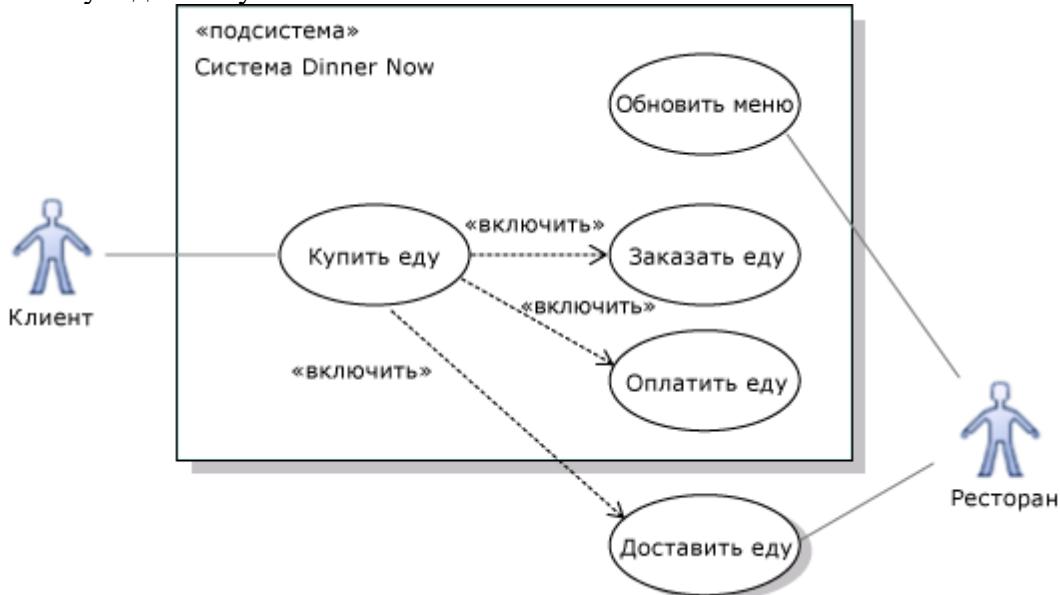 «подсистема»
Система Dinner Now
Обновить меню
«включить»
Купить еду
Заказать еду
«включить»
Клиент
«включить»
Оплатить еду
Ресторан
Доставить еду